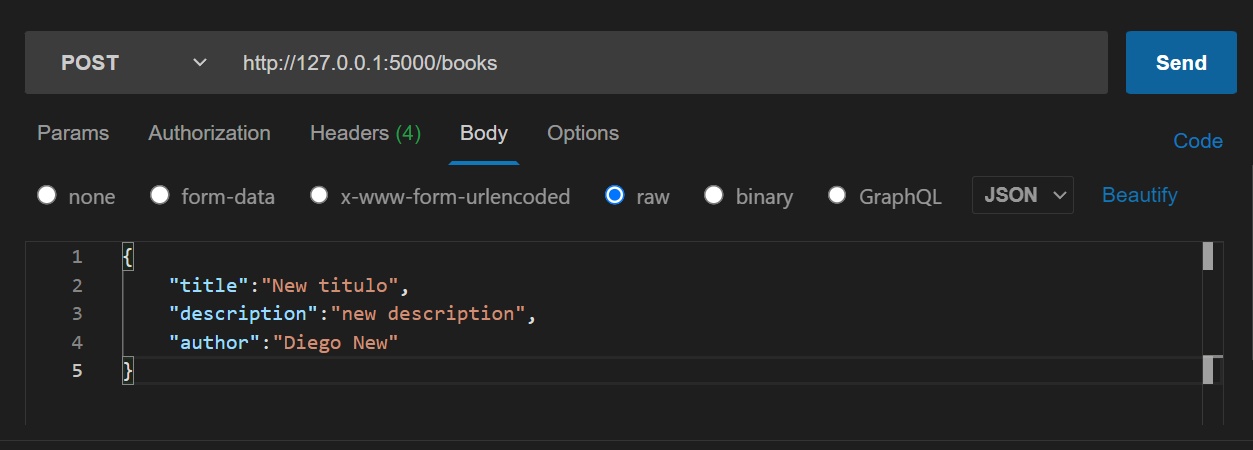 POST http://127.0.0.1:5000/books Send
Params Authorization Headers (4) Body Options Code
none form-data x-www-form-urlencoded raw binary GraphQL JSON Beautify
1 {
2 "title":"New titulo",
3 "description":"new description",
4 "author":"Diego New"
5 }